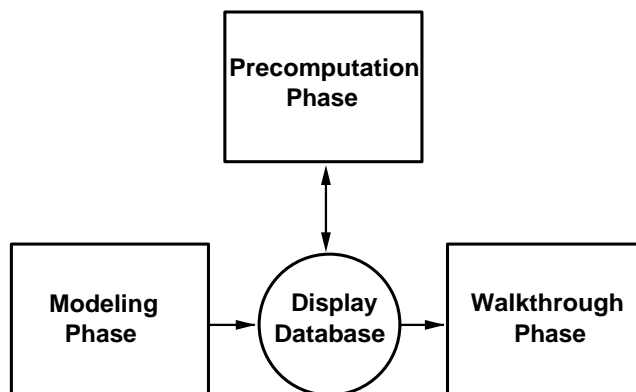 Precomputation
Phase
Modeling
Phase
Display
Database
Walkthrough
Phase